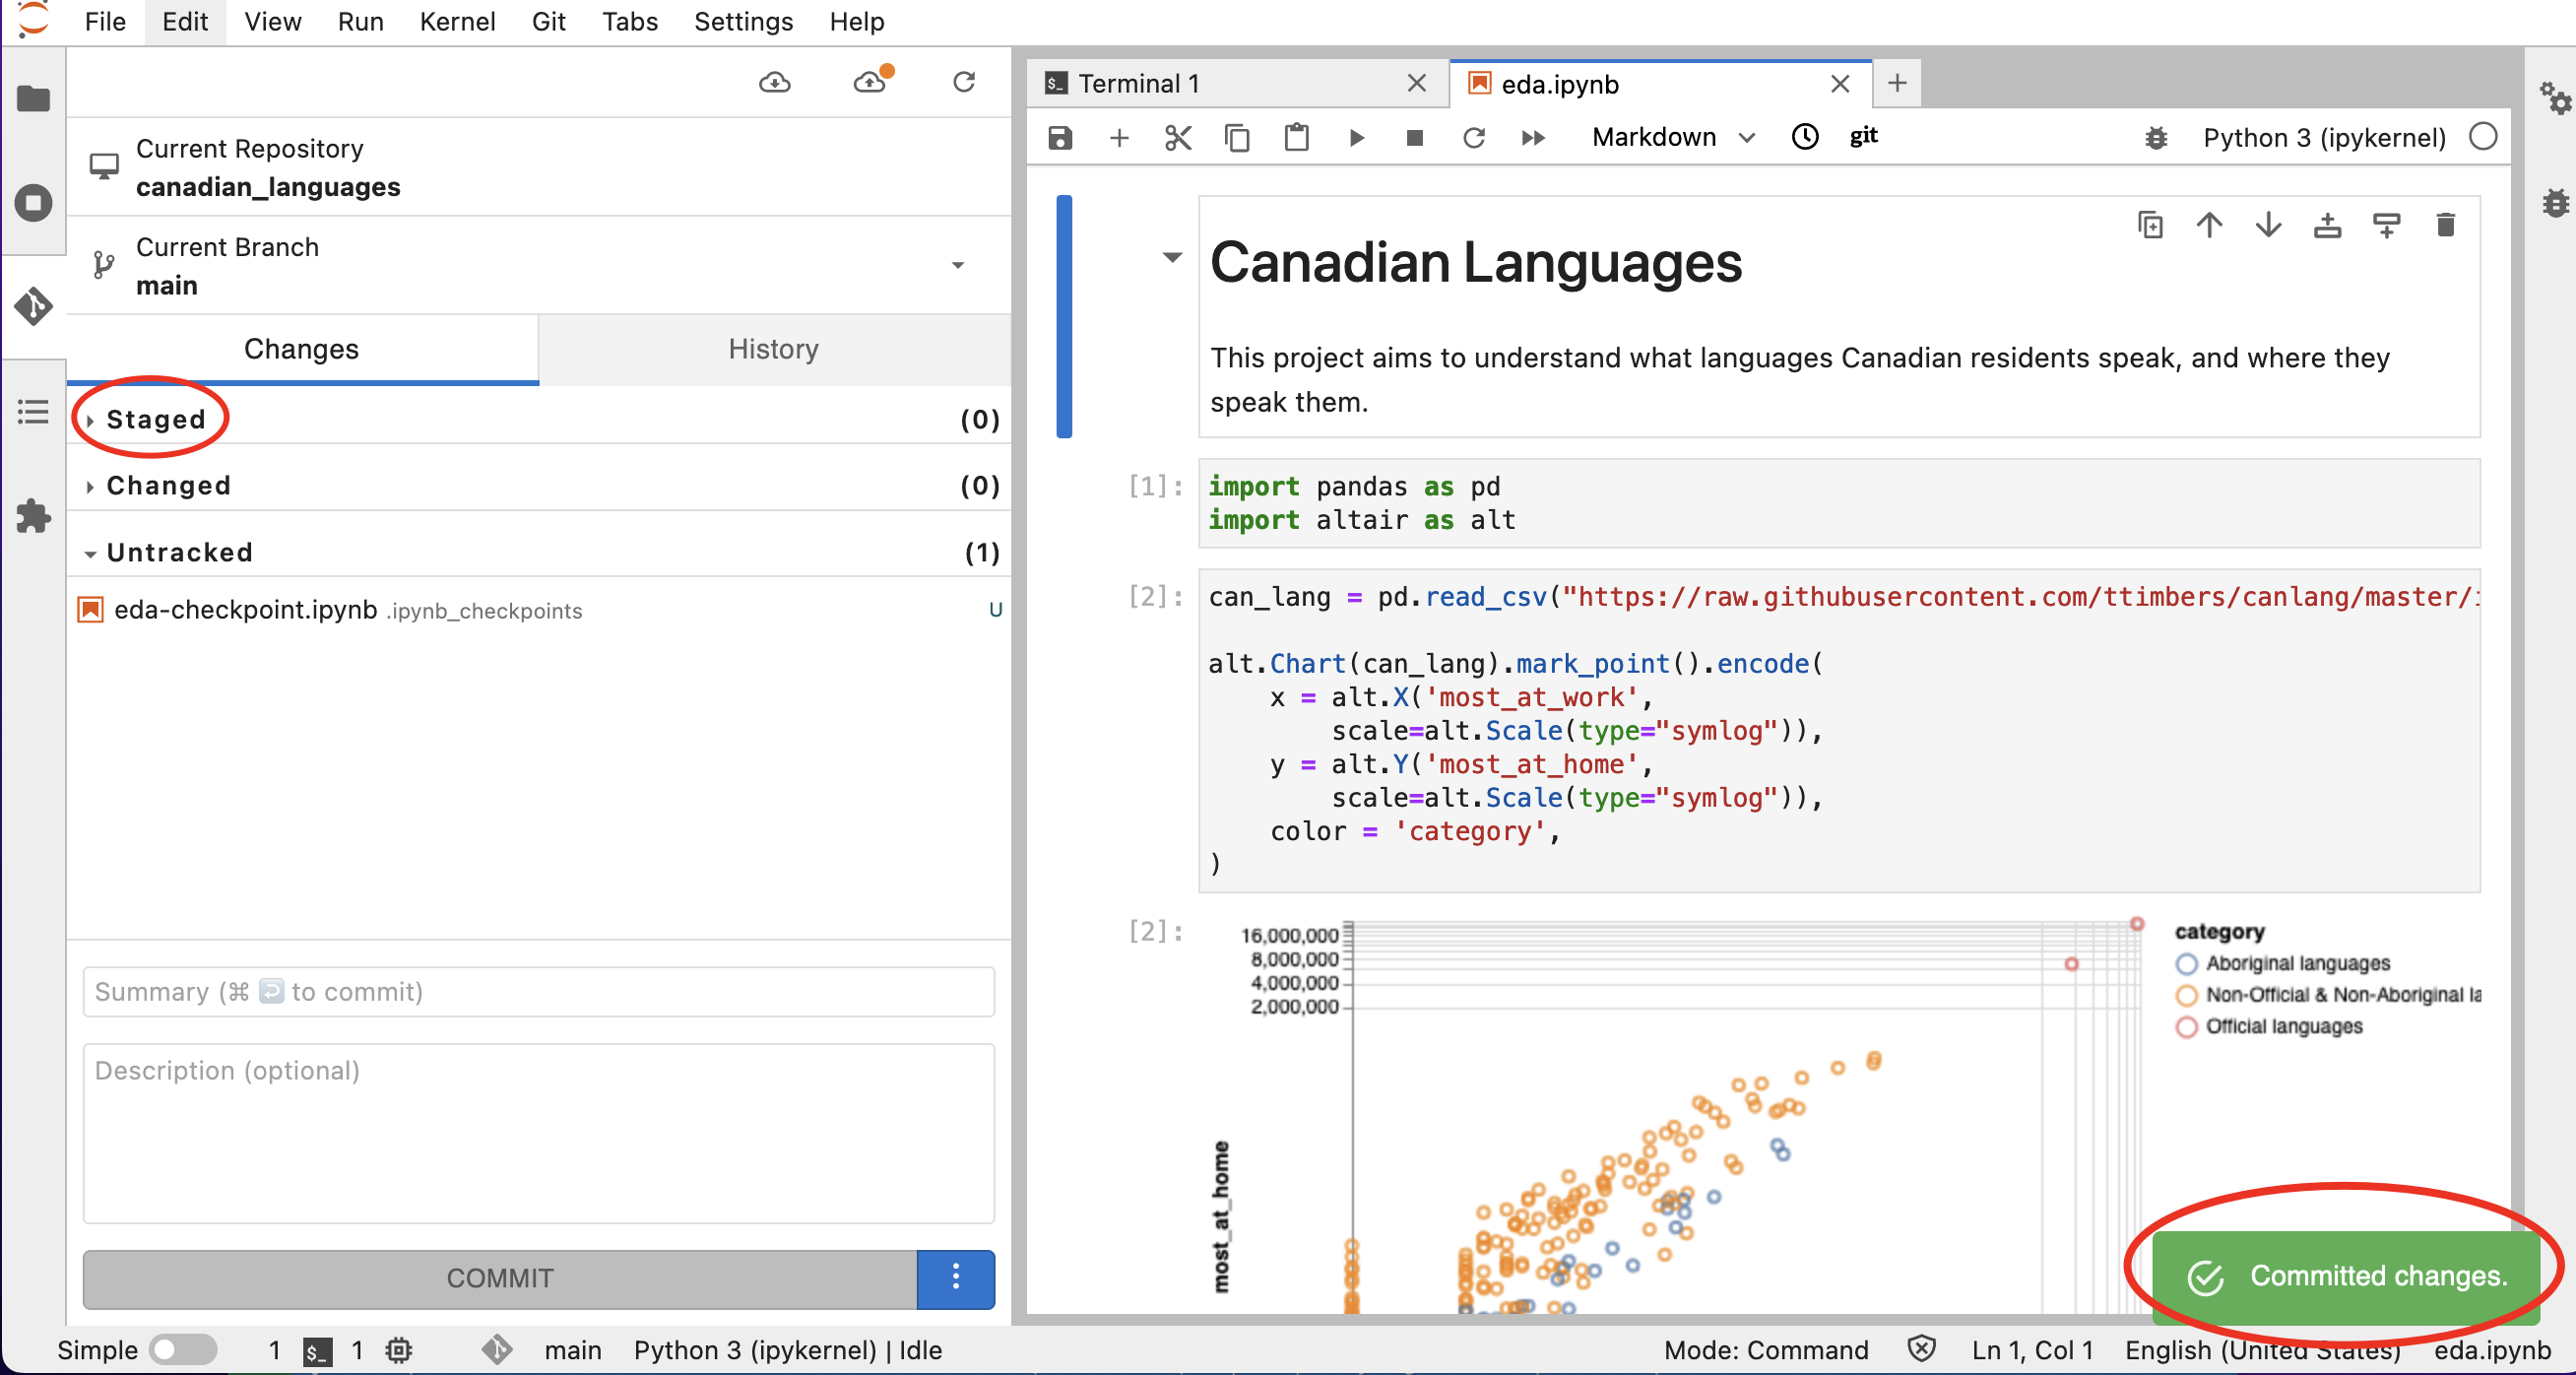 File Edit View Run Kernel Git Tabs Settings Help
Current Repository
canadian_languages
Current Branch
main
Changes History
Staged (0)
Changed (0)
Untracked (1)
eda-checkpoint.ipynb .ipynb_checkpoints U
Summary (⌘ to commit)
Description (optional)
COMMIT
Terminal 1 eda.ipynb
Markdown git Python 3 (ipykernel)
Canadian Languages
This project aims to understand what languages Canadian residents speak, and where they
speak them.
[1]: import pandas as pd
import altair as alt
[2]: can_lang = pd.read_csv("https://raw.githubusercontent.com/ttimbers/canlang/master/
alt.Chart(can_lang).mark_point().encode(
x = alt.X('most_at_work',
scale=alt.Scale(type="symlog")),
y = alt.Y('most_at_home',
scale=alt.Scale(type="symlog")),
color = 'category',
)
[2]:
16,000,000
8,000,000
4,000,000
2,000,000
most_at_home
category
Aboriginal languages
Non-Official & Non-Aboriginal la
Official languages
Committed changes.
Simple 1 $_ 1 main Python 3 (ipykernel) | Idle Mode: Command Ln 1, Col 1 English (United States) eda.ipynb